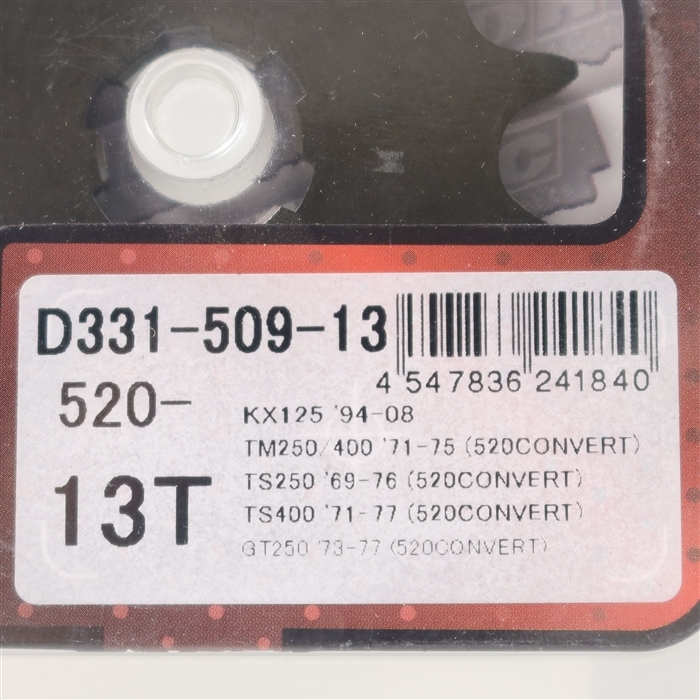 D331-509-13
4 547836 241840
520-
13T
KX125 '94-08
TM250/400 '71-75 (520CONVERT)
TS250 '69-76 (520CONVERT)
TS400 '71-77 (520CONVERT)
GT250 '73-77 (520CONVERT)